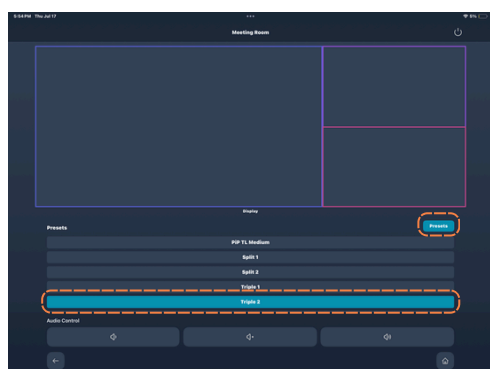 5:54 PM Thu Jul 17
5%
Meeting Room
Display
Presets
Presets
PiP TL Medium
Split 1
Split 2
Triple 1
Triple 2
Audio Control